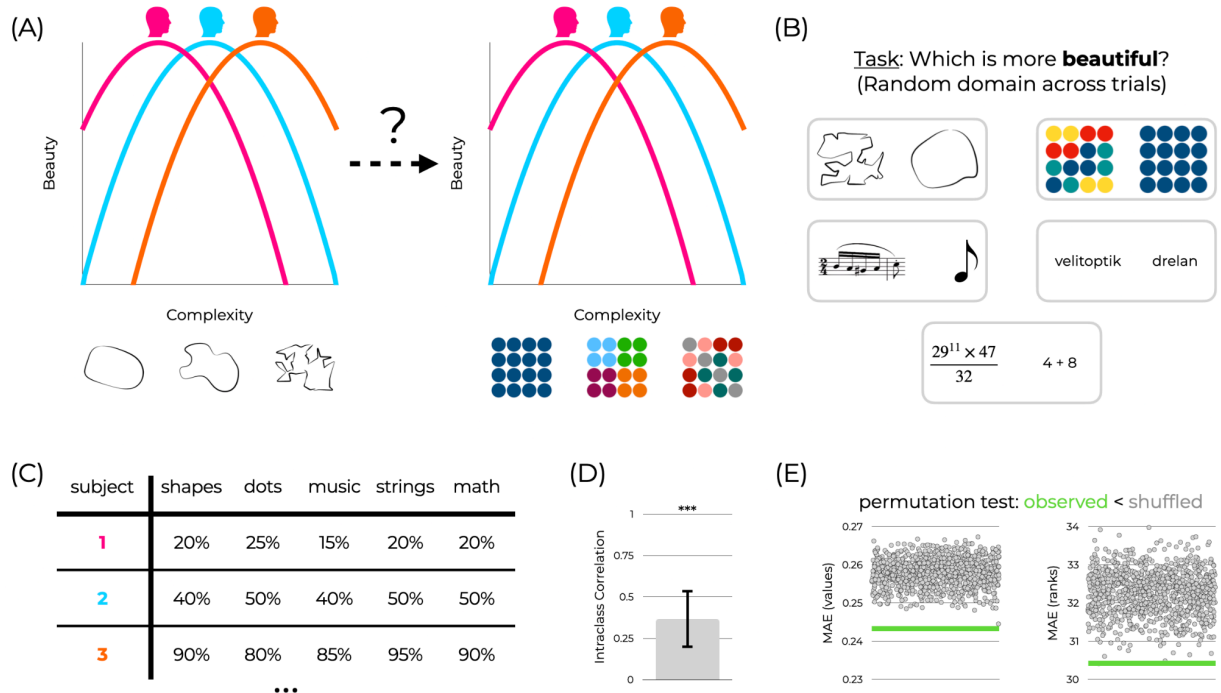 (A)
Beauty
Complexity
?
Beauty
Complexity
(B)
Task: Which is more beautiful?
(Random domain across trials)
2
4
velitoptik
drelan
29¹¹ × 47
32
4 + 8
(C)
subject shapes dots music strings math
1 20% 25% 15% 20% 20%
2 40% 50% 40% 50% 50%
3 90% 80% 85% 95% 90%
...
(D)
***
Intraclass Correlation
1
0.75
0.5
0.25
0
(E)
permutation test: observed < shuffled
MAE (values)
0.27
0.26
0.25
0.24
0.23
MAE (ranks)
34
33
32
31
30